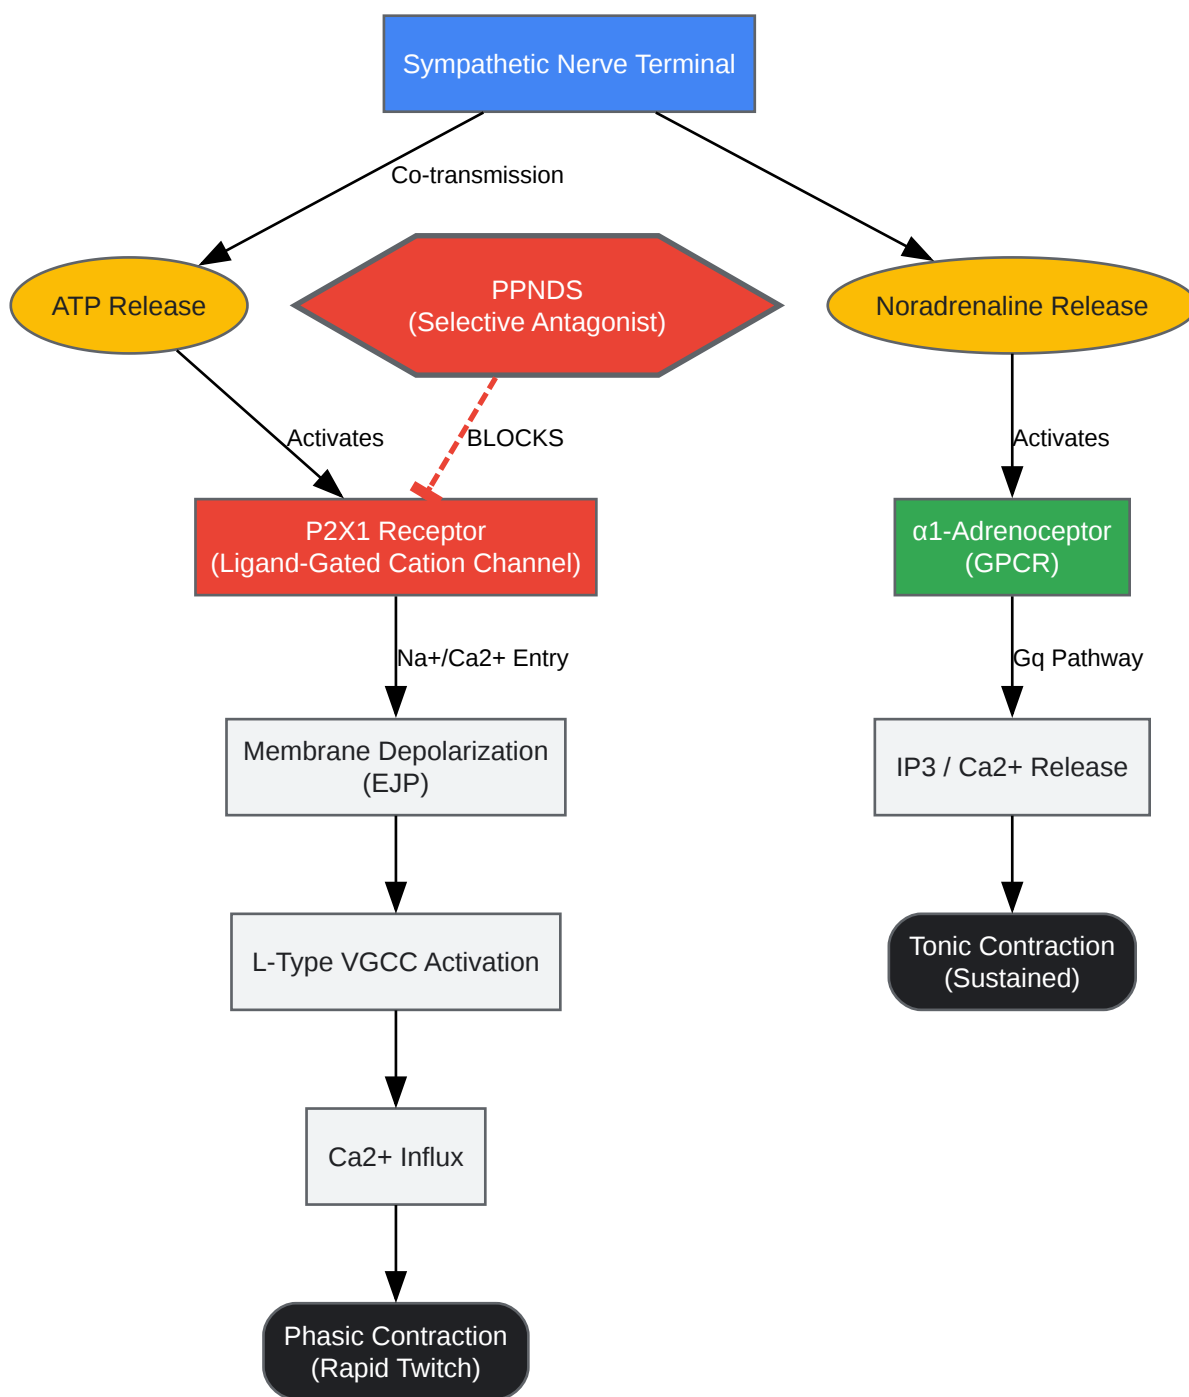 Sympathetic Nerve Terminal
Co-transmission
ATP Release
PPNDS
(Selective Antagonist)
Noradrenaline Release
Activates
BLOCKS
Activates
P2X1 Receptor
(Ligand-Gated Cation Channel)
α1-Adrenoceptor
(GPCR)
Na+/Ca2+ Entry
Gq Pathway
Membrane Depolarization
(EJP)
IP3 / Ca2+ Release
L-Type VGCC Activation
Tonic Contraction
(Sustained)
Ca2+ Influx
Phasic Contraction
(Rapid Twitch)